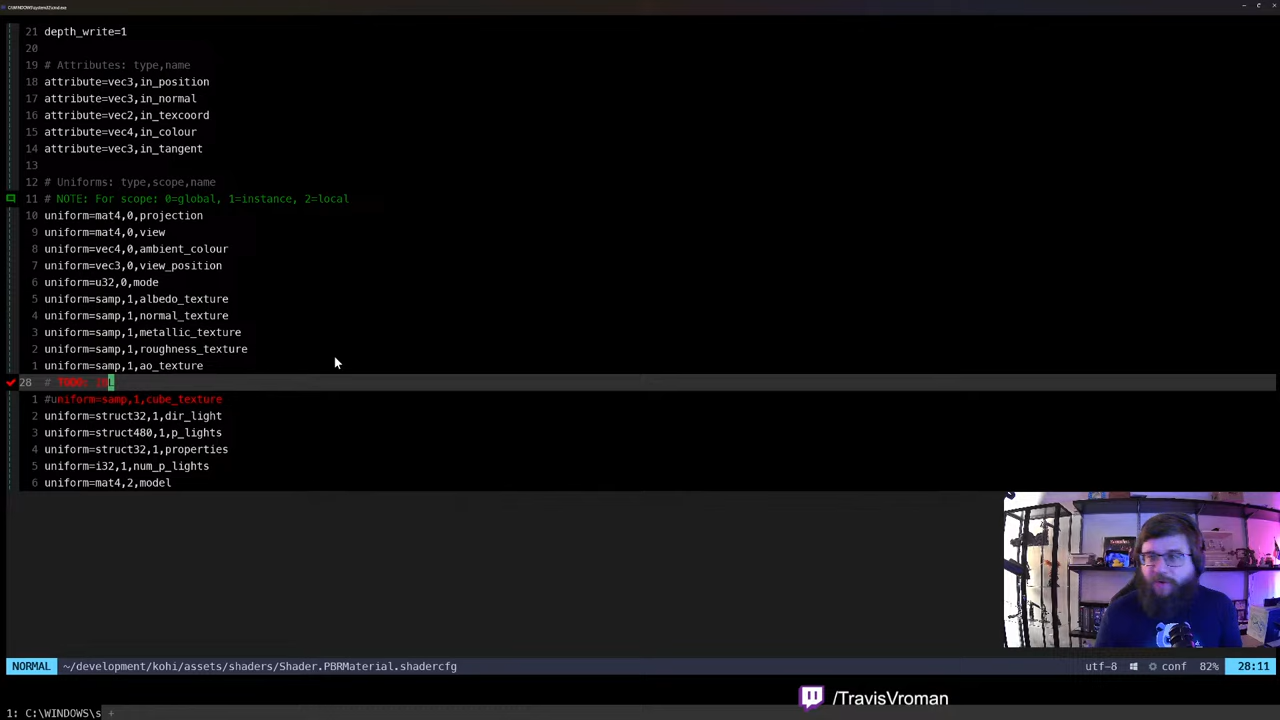 C:\WINDOWS\system32\cmd.exe
21 depth_write=1
20
19 # Attributes: type,name
18 attribute=vec3,in_position
17 attribute=vec3,in_normal
16 attribute=vec2,in_texcoord
15 attribute=vec4,in_colour
14 attribute=vec3,in_tangent
13
12 # Uniforms: type,scope,name
11 # NOTE: For scope: 0=global, 1=instance, 2=local
10 uniform=mat4,0,projection
9 uniform=mat4,0,view
8 uniform=vec4,0,ambient_colour
7 uniform=vec3,0,view_position
6 uniform=u32,0,mode
5 uniform=samp,1,albedo_texture
4 uniform=samp,1,normal_texture
3 uniform=samp,1,metallic_texture
2 uniform=samp,1,roughness_texture
1 uniform=samp,1,ao_texture
28 # TODO:
1 #uniform=samp,1,cube_texture
2 uniform=struct32,1,dir_light
3 uniform=struct480,1,p_lights
4 uniform=struct32,1,properties
5 uniform=i32,1,num_p_lights
6 uniform=mat4,2,model
NORMAL ~/development/kohi/assets/shaders/Shader.PBRMaterial.shadercfg utf-8 conf 82% 28:11
/TravisVroman
1: C:\WINDOWS\s +